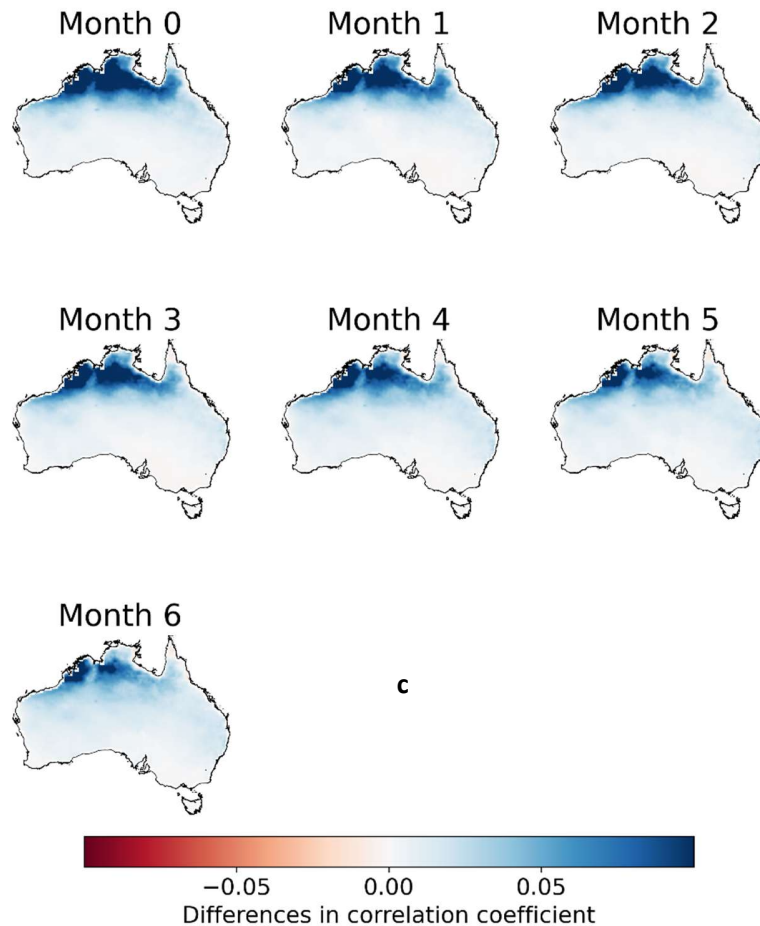 Month 0 Month 1 Month 2
Month 3 Month 4 Month 5
Month 6
c
−0.05 0.00 0.05
Differences in correlation coefficient